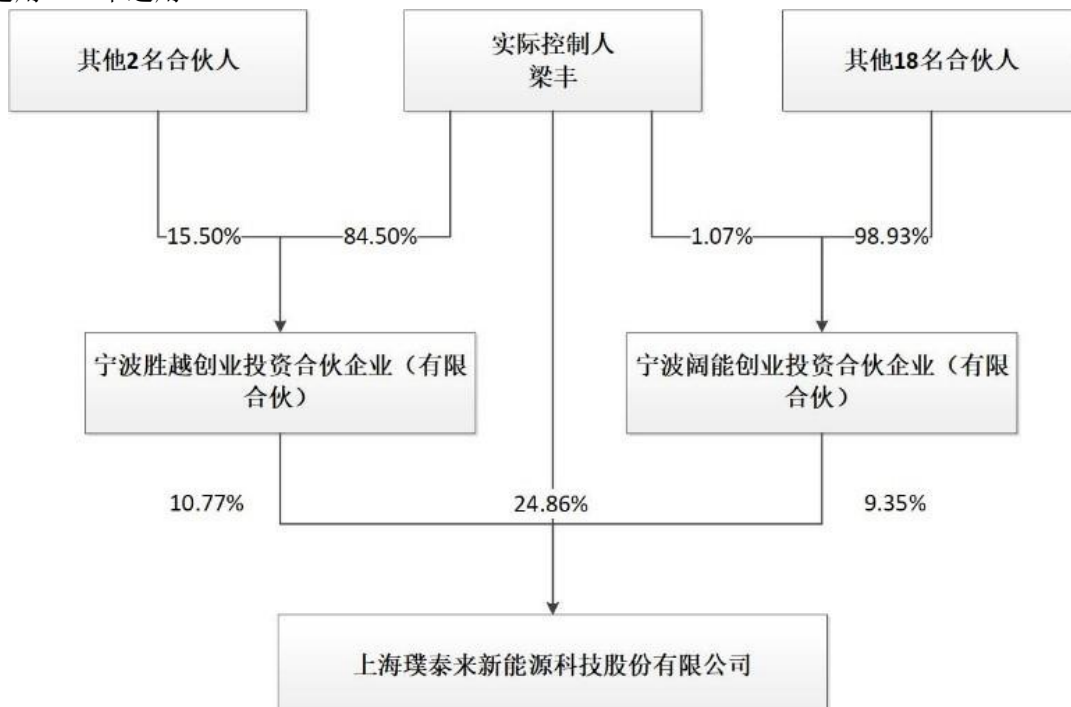 其他2名合伙人
实际控制人
梁丰
其他18名合伙人
15.50%
84.50%
1.07%
98.93%
宁波胜越创业投资合伙企业（有限
合伙）
宁波阔能创业投资合伙企业（有限
合伙）
10.77%
24.86%
9.35%
上海璞泰来新能源科技股份有限公司